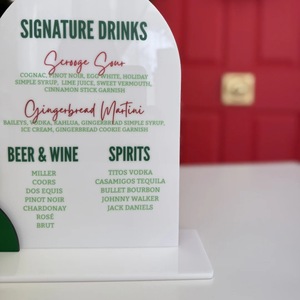 SIGNATURE DRINKS
Scrooge Sour
COGNAC, PINOT NOIR, EGG WHITE, HOLIDAY
SIMPLE SYRUP, LIME JUICE, SWEET VERMOUTH,
CINNAMON STICK GARNISH
Gingerbread Martini
BAILEYS, VODKA, KAHLUA, GINGERBREAD SIMPLE SYRUP,
ICE CREAM, GINGERBREAD COOKIE GARNISH
BEER & WINE
MILLER
COORS
DOS EQUIS
PINOT NOIR
CHARDONAY
ROSÉ
BRUT
SPIRITS
TITOS VODKA
CASAMIGOS TEQUILA
BULLET BOURBON
JOHNNY WALKER
JACK DANIELS